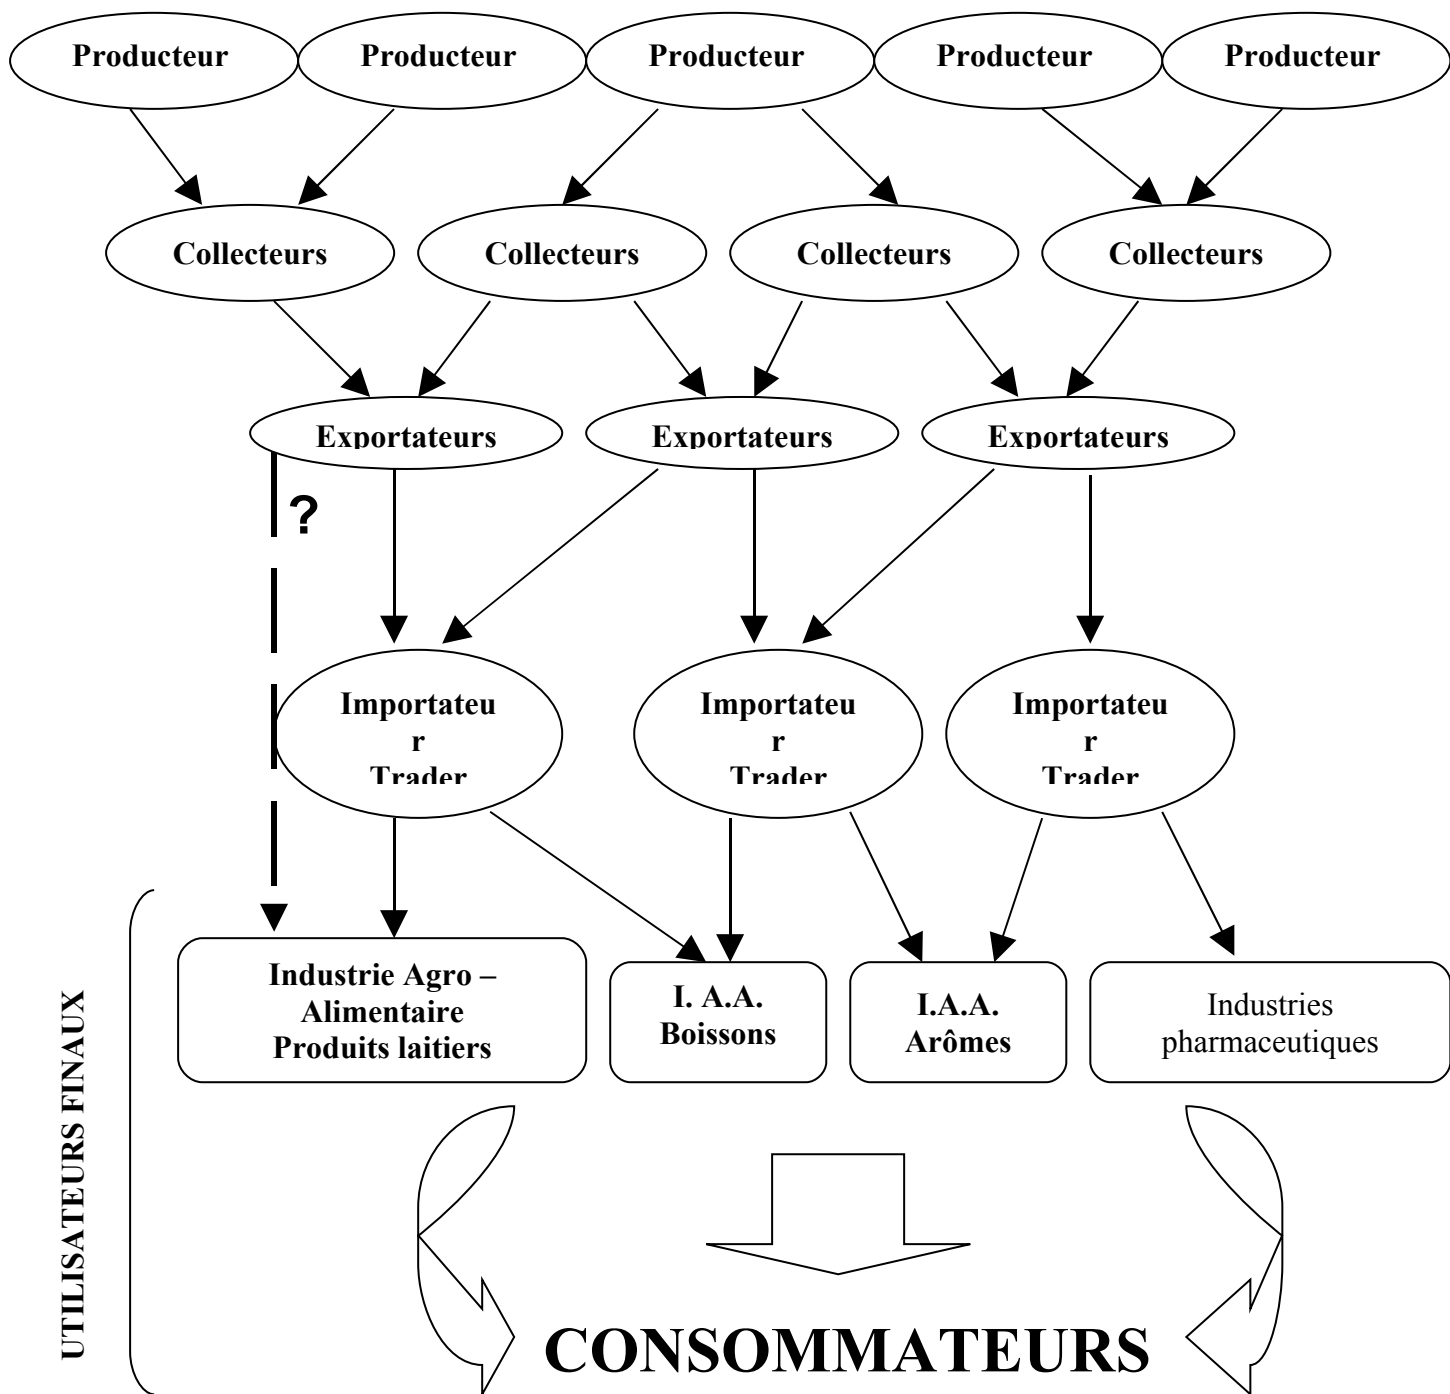 Producteur
Producteur
Producteur
Producteur
Producteur
Collecteurs
Collecteurs
Collecteurs
Collecteurs
Exportateurs
Exportateurs
Exportateurs
?
Importateu
r
Trader
Importateu
r
Trader
Importateu
r
Trader
UTILISATEURS FINAUX
Industrie Agro –
Alimentaire
Produits laitiers
I. A.A.
Boissons
I.A.A.
Arômes
Industries
pharmaceutiques
CONSOMMATEURS